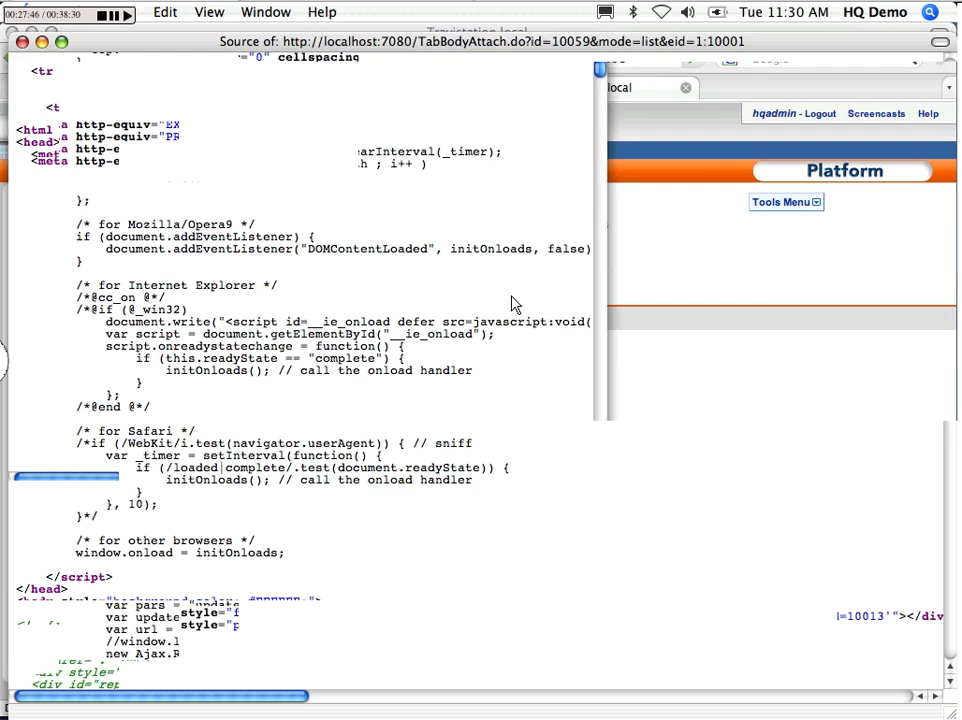 00:27:46 / 00:38:30
Edit View Window Help
Tue 11:30 AM HQ Demo
Source of: http://localhost:7080/TabBodyAttach.do?id=10059&mode=list&eid=1:10001
="0" cellspacing
<tr
<t
local
hqadmin - Logout Screencasts Help
a http-equiv="EX
<html
a http-equiv="PR
<head>
a http-e
<met
<meta http-e
earInterval(_timer);
; i++ )
Platform
Tools Menu
};
/* for Mozilla/Opera9 */
if (document.addEventListener) {
document.addEventListener("DOMContentLoaded", initOnloads, false)
}
/* for Internet Explorer */
/*@cc_on @*/
/*@if (@_win32)
document.write("<script id=__ie_onload defer src=javascript:void(
var script = document.getElementById("__ie_onload");
script.onreadystatechange = function() {
if (this.readyState == "complete") {
initOnloads(); // call the onload handler
}
};
/*@end @*/
/* for Safari */
/*if (/WebKit/i.test(navigator.userAgent)) { // sniff
var _timer = setInterval(function() {
if (/loaded|complete/.test(document.readyState)) {
initOnloads(); // call the onload handler
}
}, 10);
}*/
/* for other browsers */
window.onload = initOnloads;
</script>
</head>
var pars = "update
style="f
var update
l=10013'"></div
style="p
var url =
//window.l
new Ajax.R
<div style='
<div id="rep